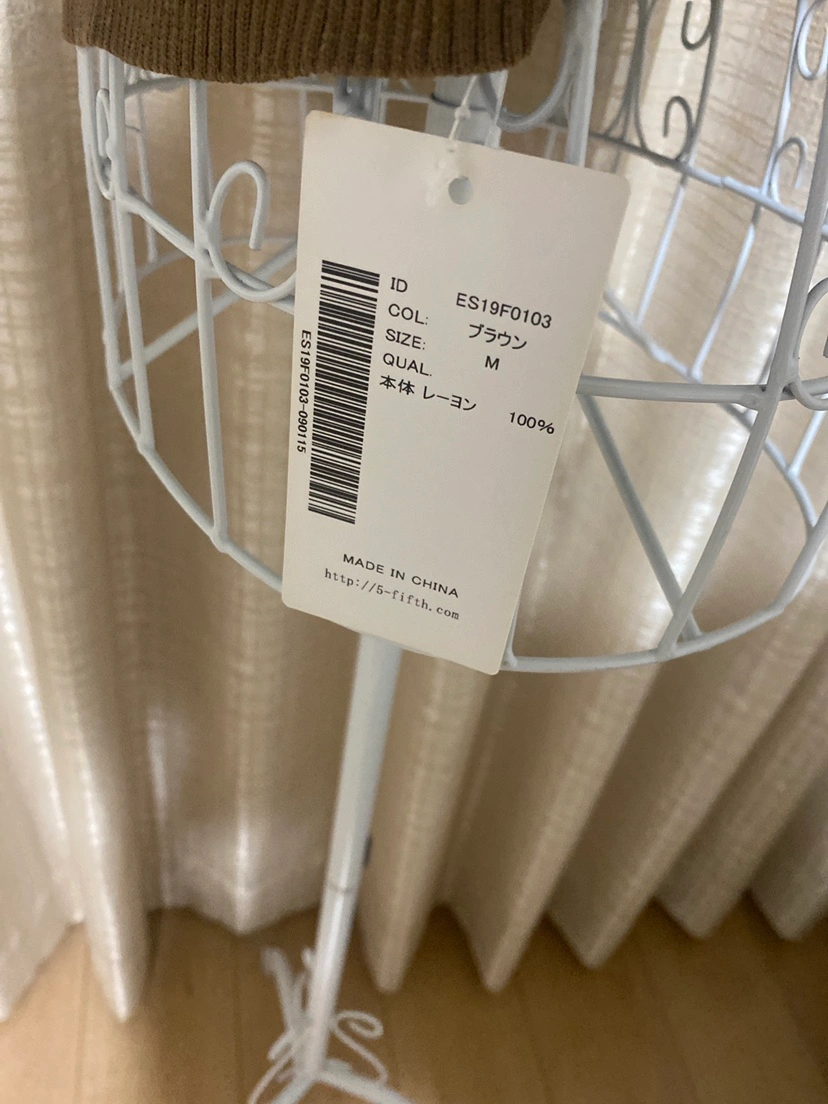 ID ES19F0103
COL: ブラウン
SIZE: M
QUAL.
本体 レーヨン 100%
ES19F0103-090115
MADE IN CHINA
http://5-fifth.com